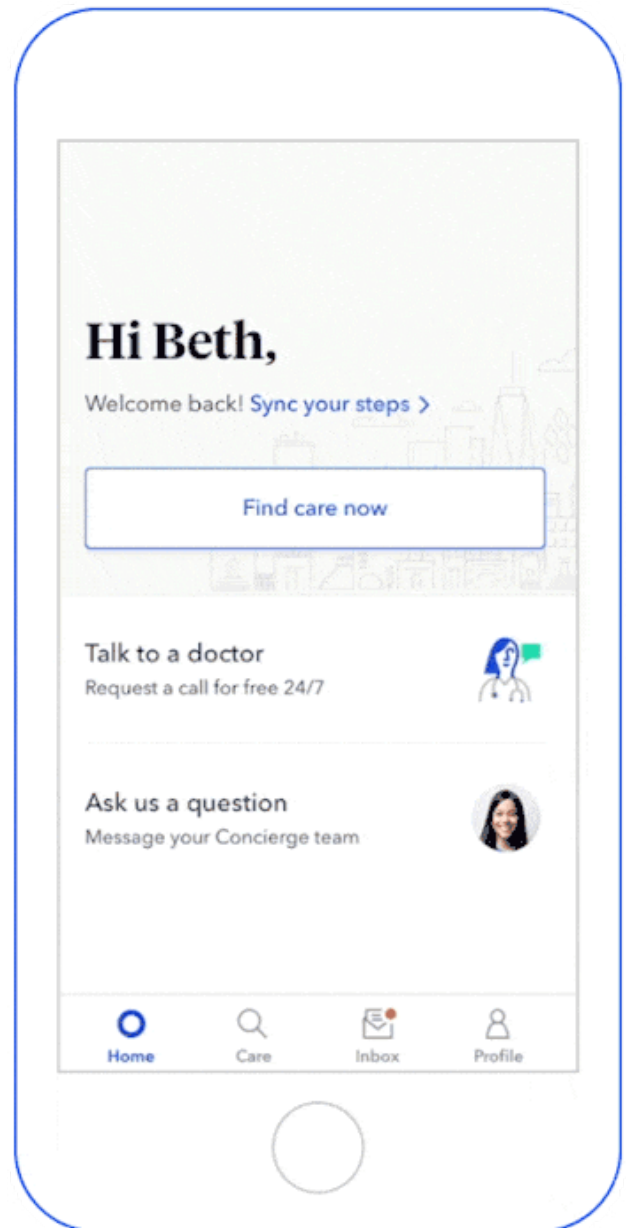 Hi Beth,
Welcome back! Sync your steps >
Find care now
Talk to a doctor
Request a call for free 24/7
Ask us a question
Message your Concierge team
Home
Care
Inbox
Profile